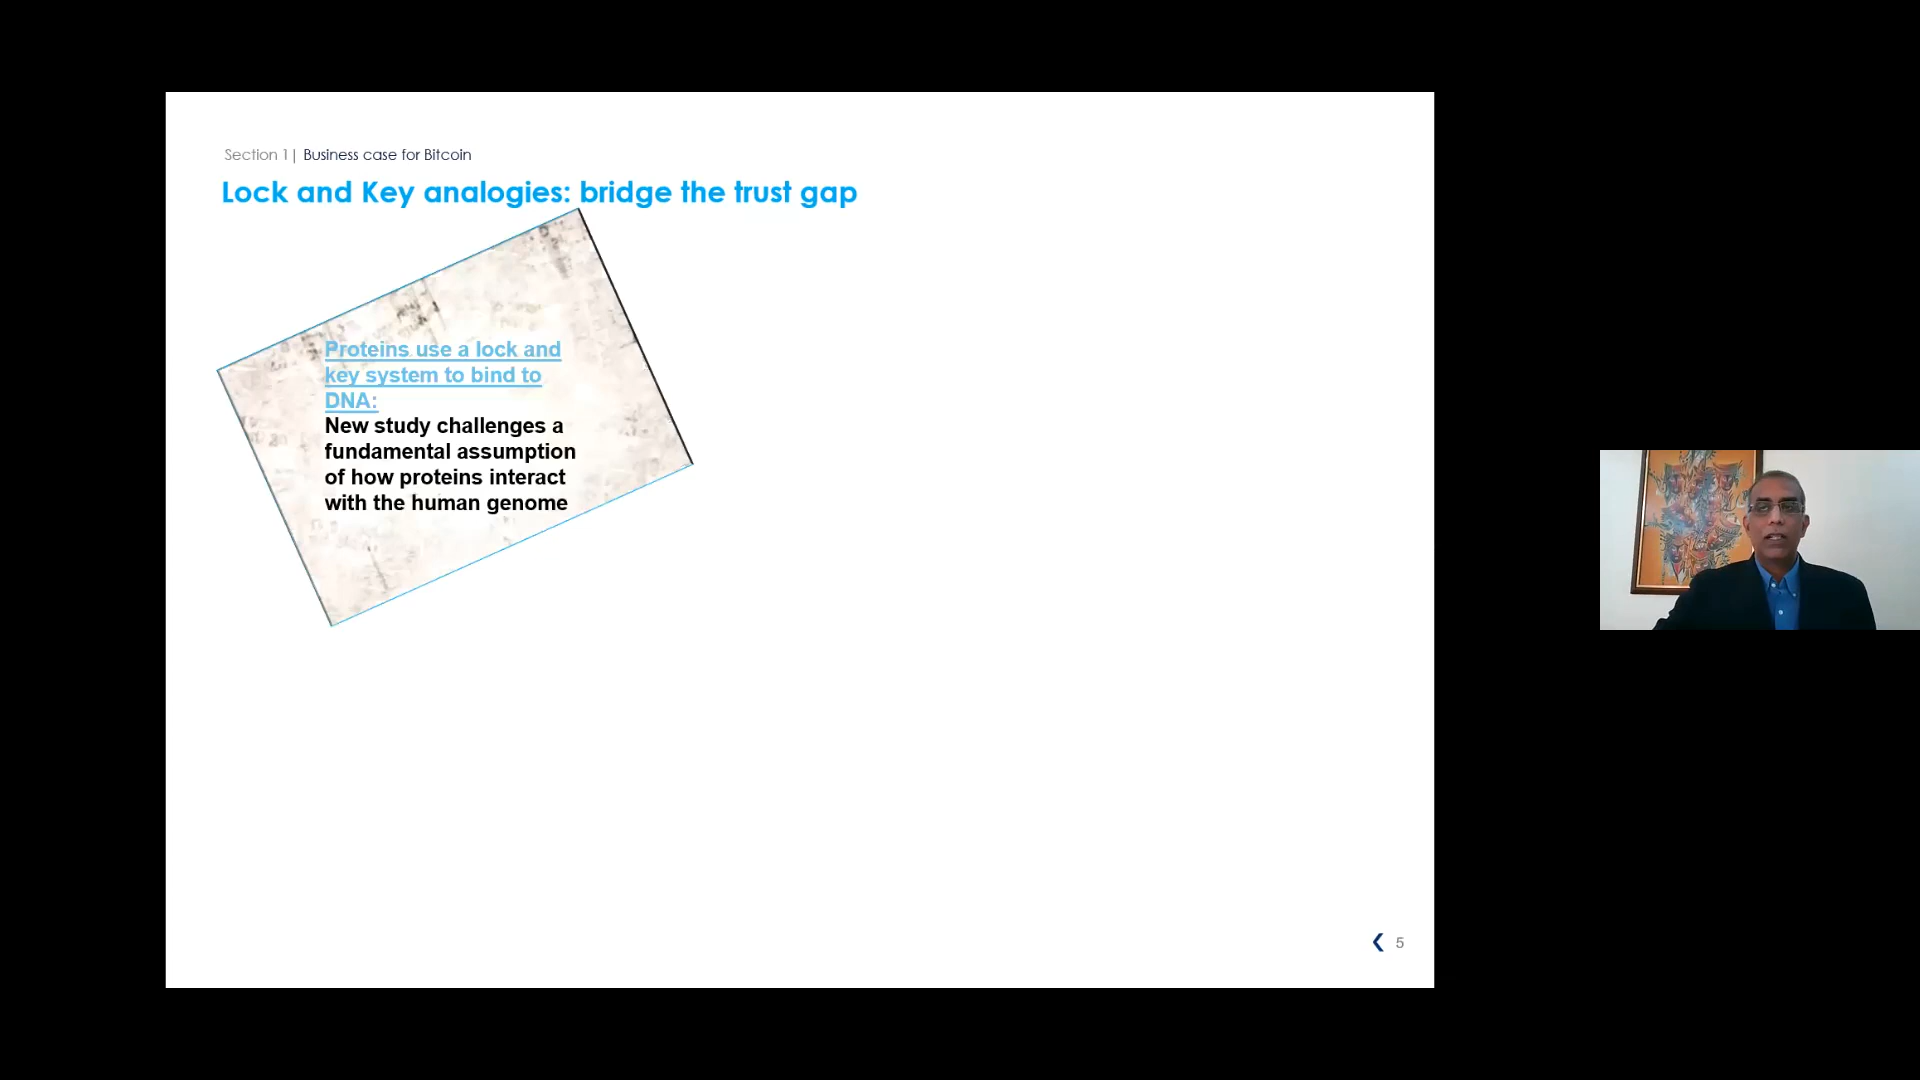 Section 1| Business case for Bitcoin
Lock and Key analogies: bridge the trust gap
Proteins use a lock and
key system to bind to
DNA:
New study challenges a
fundamental assumption
of how proteins interact
with the human genome
5